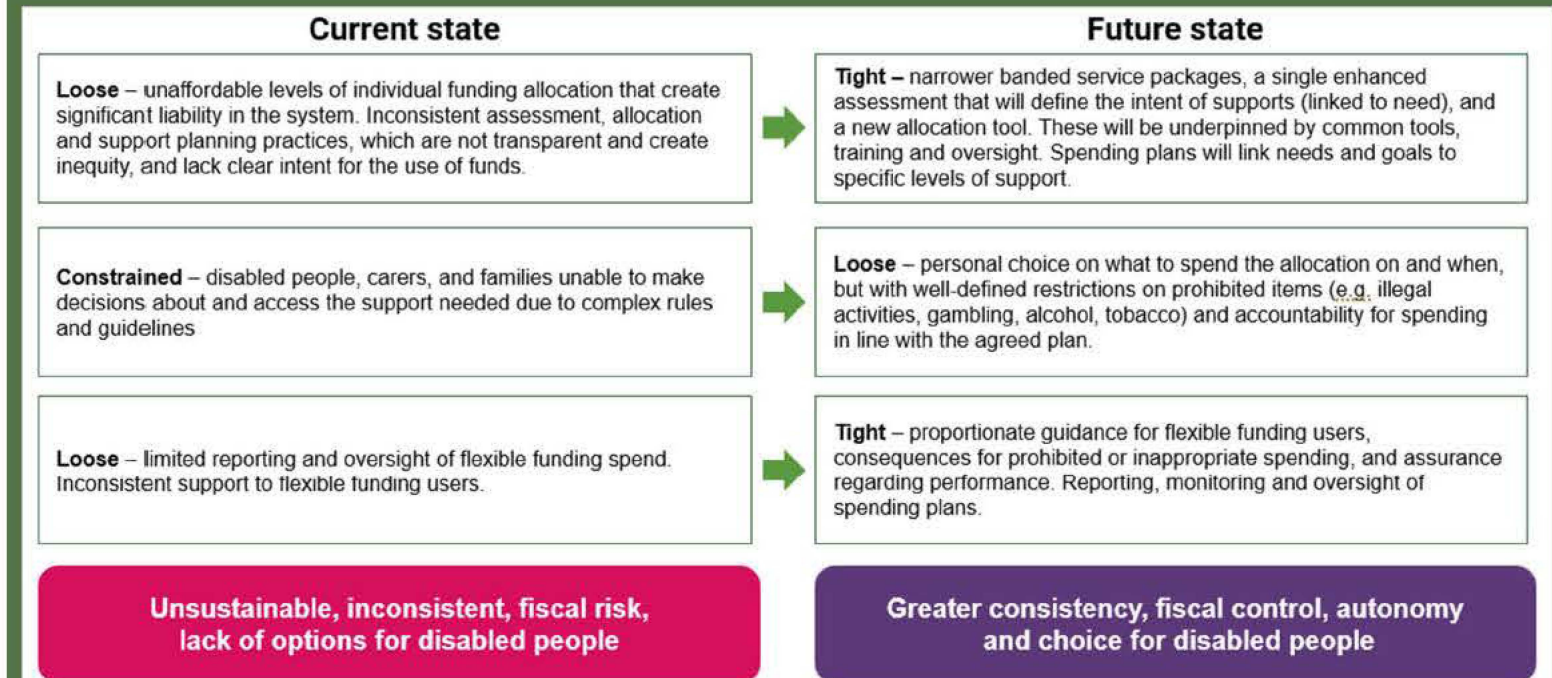 Current state
Loose – unaffordable levels of individual funding allocation that create
significant liability in the system. Inconsistent assessment, allocation
and support planning practices, which are not transparent and create
inequity, and lack clear intent for the use of funds.
Constrained – disabled people, carers, and families unable to make
decisions about and access the support needed due to complex rules
and guidelines
Loose – limited reporting and oversight of flexible funding spend.
Inconsistent support to flexible funding users.
Unsustainable, inconsistent, fiscal risk,
lack of options for disabled people
Future state
Tight – narrower banded service packages, a single enhanced
assessment that will define the intent of supports (linked to need), and
a new allocation tool. These will be underpinned by common tools,
training and oversight. Spending plans will link needs and goals to
specific levels of support.
Loose – personal choice on what to spend the allocation on and when,
but with well-defined restrictions on prohibited items (e.g. illegal
activities, gambling, alcohol, tobacco) and accountability for spending
in line with the agreed plan.
Tight – proportionate guidance for flexible funding users,
consequences for prohibited or inappropriate spending, and assurance
regarding performance. Reporting, monitoring and oversight of
spending plans.
Greater consistency, fiscal control, autonomy
and choice for disabled people